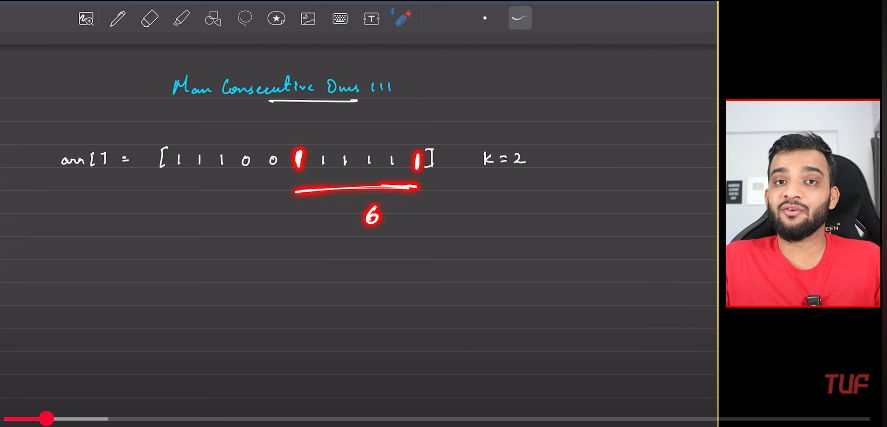 Max Consecutive Ones III
arr[] = [1 1 1 0 0 1 1 1 1 1 1] K = 2
6
TUF